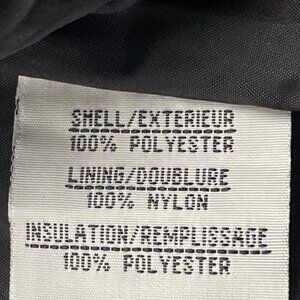 SHELL/EXTERIEUR
100% POLYESTER
LINING/DOUBLURE
100% NYLON
INSULATION/REMPLISSAGE
100% POLYESTER